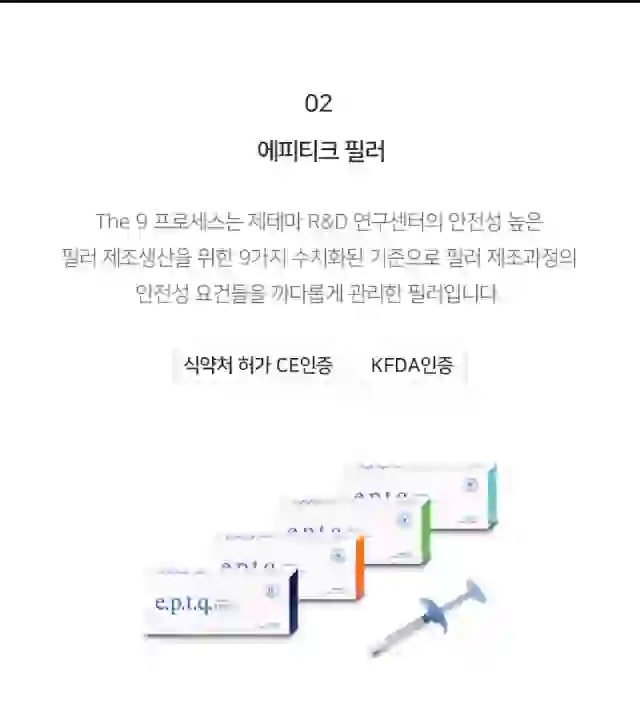 02
에피티크 필러
The 9 프로세스는 제테마 R&D 연구센터의 안전성 높은
필러 제조생산을 위한 9가지 수치화된 기준으로 필러 제조과정의
안전성 요건들을 까다롭게 관리한 필러입니다
식약처 허가 CE인증 KFDA인증
e.p.t.q.
e.p.t.q.
e.p.t.q.
e.p.t.q.